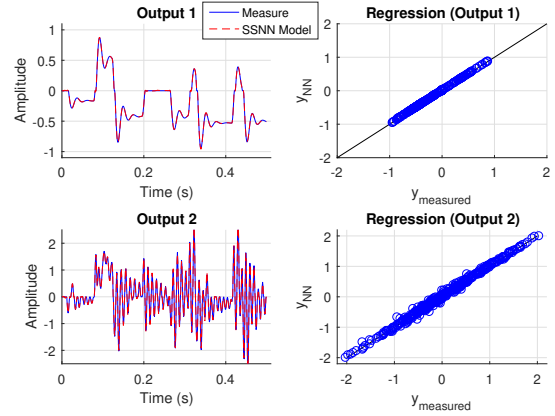 Output 1
Measure
SSNN Model
Regression (Output 1)
Amplitude
1
0.5
0
-0.5
-1
0
0.2
0.4
Time (s)
y_NN
2
1
0
-1
-2
-2
-1
0
1
2
y_measured
Output 2
Regression (Output 2)
Amplitude
2
1
0
-1
-2
0
0.2
0.4
Time (s)
y_NN
2
1
0
-1
-2
-2
-1
0
1
2
y_measured